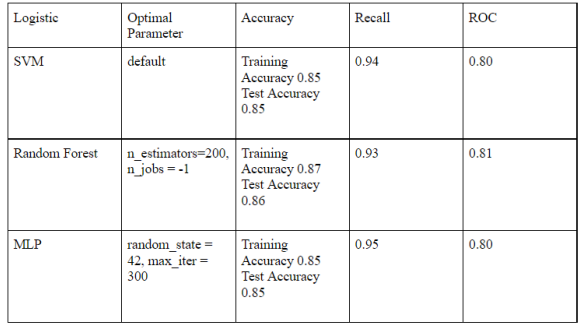 Logistic
Optimal
Parameter
Accuracy
Recall
ROC
SVM
default
Training
Accuracy 0.85
Test Accuracy
0.85
0.94
0.80
Random Forest
n_estimators=200,
n_jobs = -1
Training
Accuracy 0.87
Test Accuracy
0.86
0.93
0.81
MLP
random_state =
42, max_iter =
300
Training
Accuracy 0.85
Test Accuracy
0.85
0.95
0.80